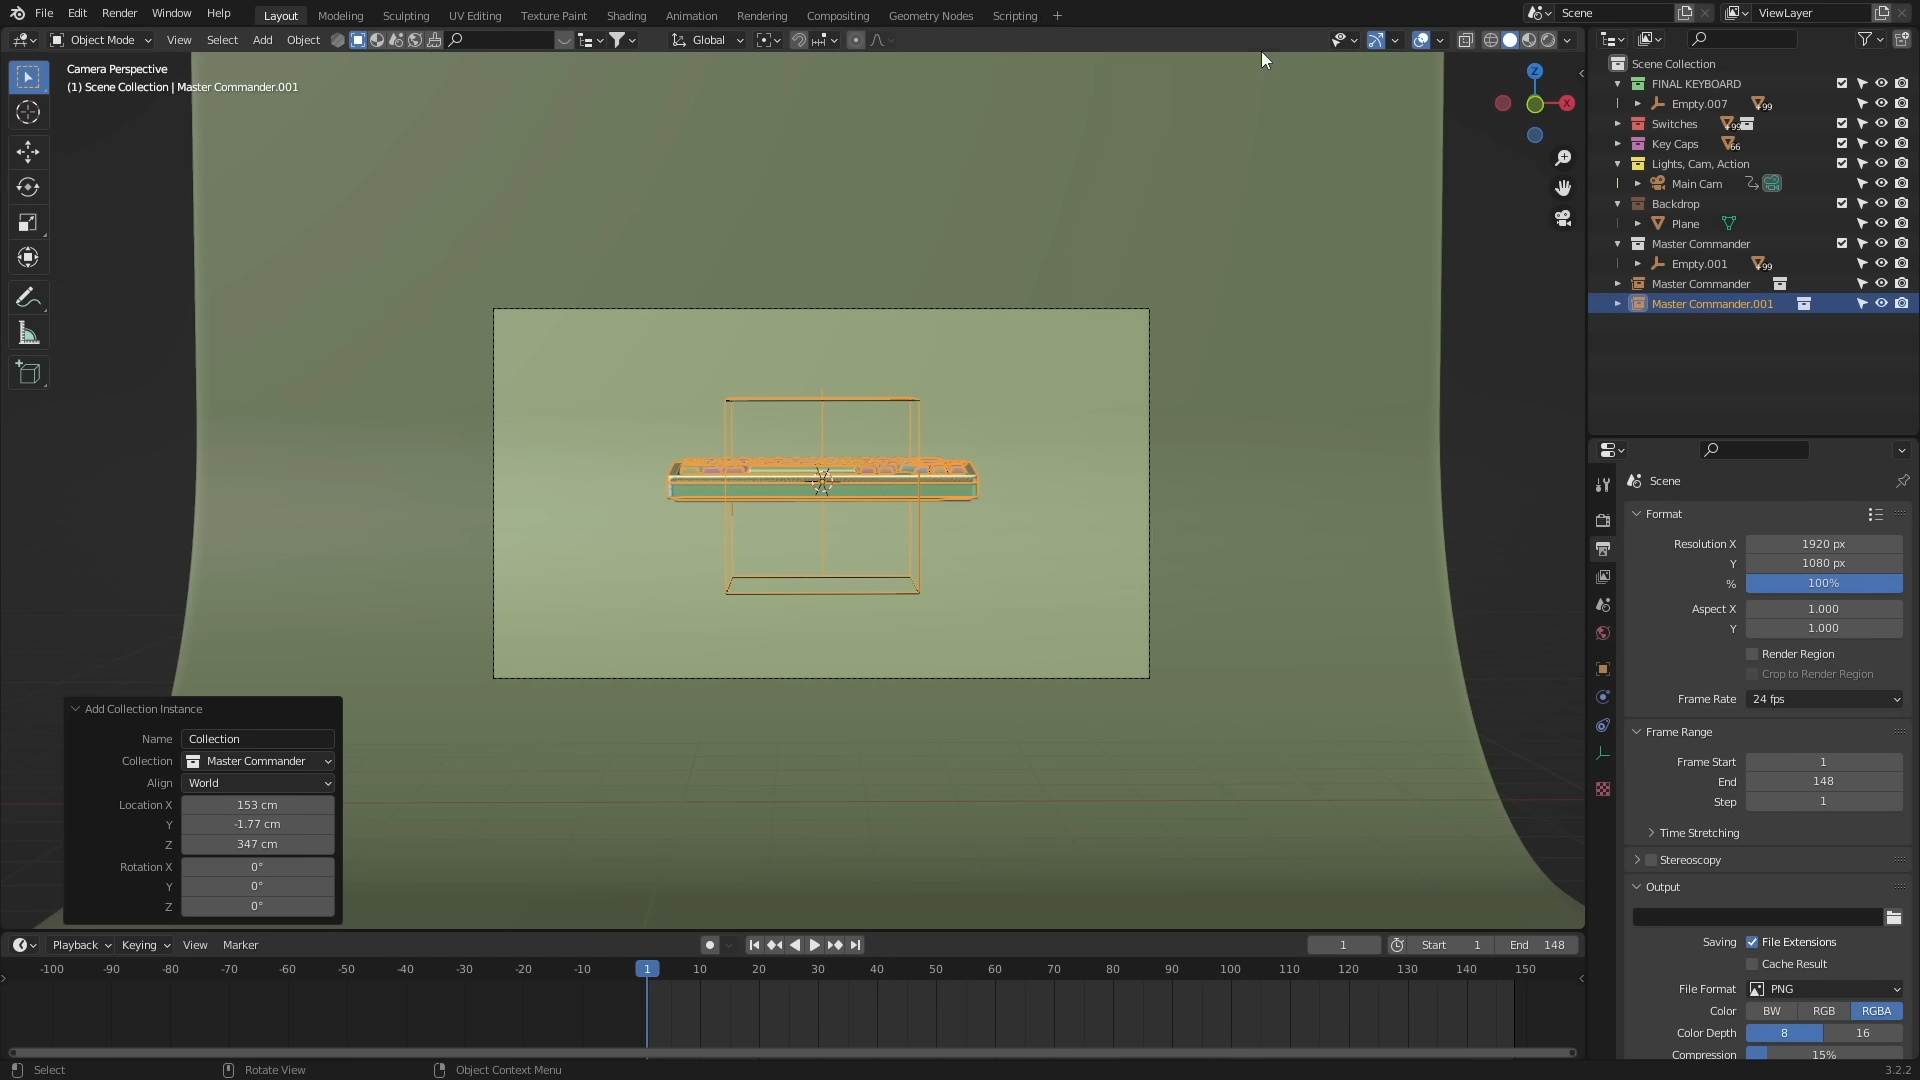 File Edit Render Window Help
Layout Modeling Sculpting UV Editing Texture Paint Shading Animation Rendering Compositing Geometry Nodes Scripting +
Scene
ViewLayer
Object Mode View Select Add Object
Global
Camera Perspective
(1) Scene Collection | Master Commander.001
Z
X
Scene Collection
FINAL KEYBOARD
Empty.007
+99
Switches
+99
Key Caps
66
Lights, Cam, Action
Main Cam
Backdrop
Plane
Master Commander
Empty.001
+99
Master Commander
Master Commander.001
Scene
Format
Resolution X 1920 px
Y 1080 px
% 100%
Aspect X 1.000
Y 1.000
Render Region
Crop to Render Region
Frame Rate 24 fps
Frame Range
Frame Start 1
End 148
Step 1
Time Stretching
Stereoscopy
Output
Saving File Extensions
Cache Result
File Format PNG
Color BW RGB RGBA
Color Depth 8 16
Compression 15%
Add Collection Instance
Name Collection
Collection Master Commander
Align World
Location X 153 cm
Y -1.77 cm
Z 347 cm
Rotation X 0°
Y 0°
Z 0°
Playback Keying View Marker
1 Start 1 End 148
-100 -90 -80 -70 -60 -50 -40 -30 -20 -10 1 10 20 30 40 50 60 70 80 90 100 110 120 130 140 150
Select Rotate View Object Context Menu
3.2.2